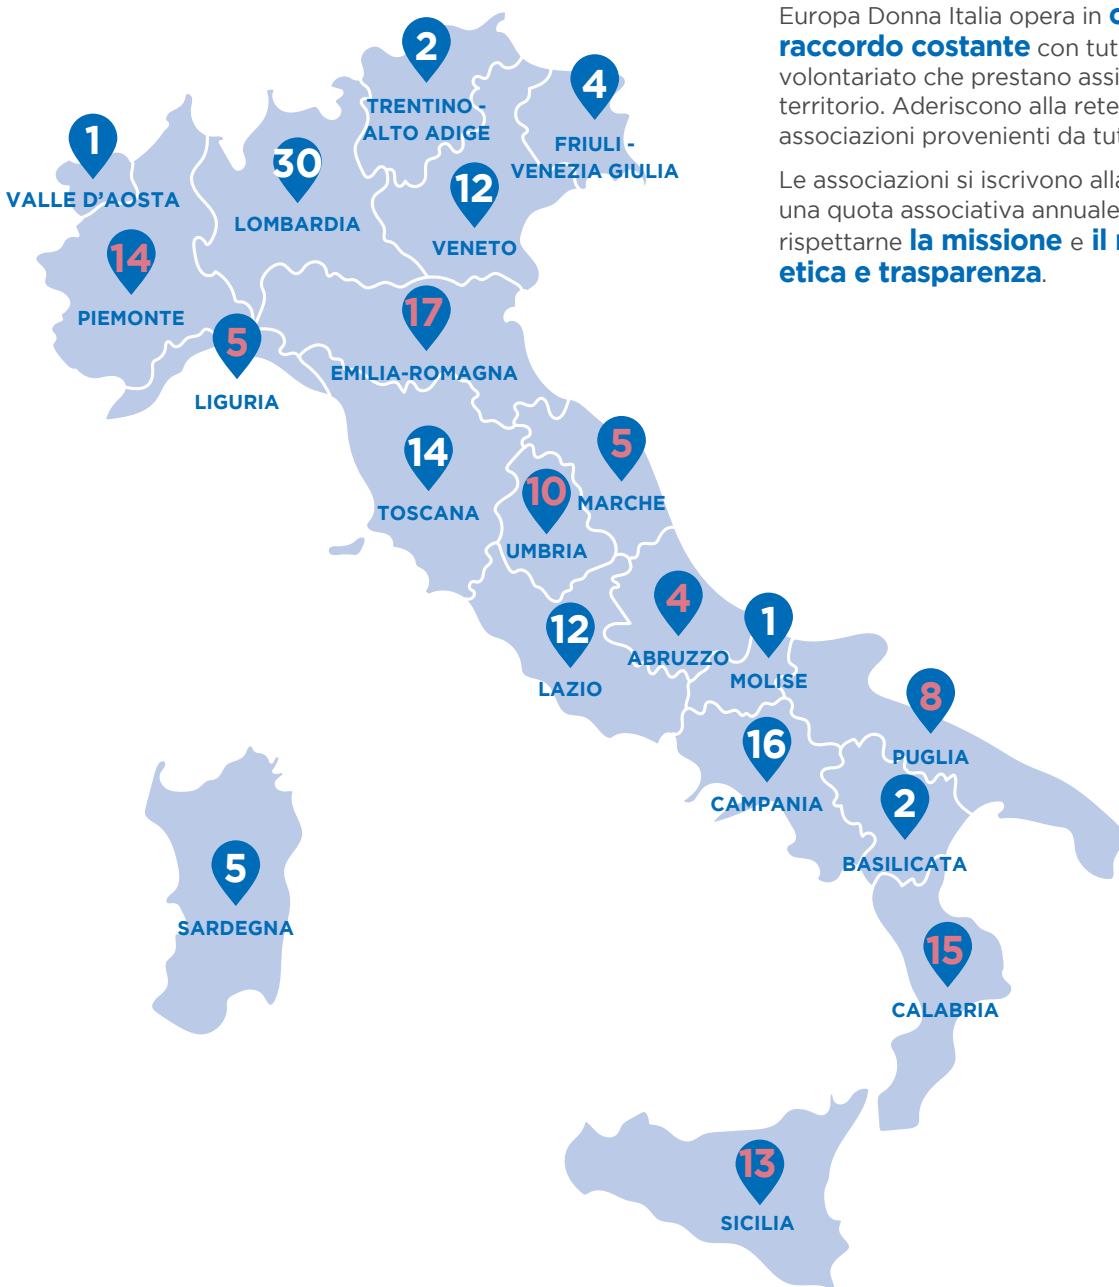 Europa Donna Italia opera in
raccordo costante con
volontariato che prestano
territorio. Aderiscono alla rete
associazioni provenienti da
Le associazioni si iscrivono
una quota associativa annuale
rispettarne la missione e il
etica e trasparenza.
2
TRENTINO -
ALTO ADIGE
4
FRIULI -
VENEZIA GIULIA
1
VALLE D'AOSTA
30
LOMBARDIA
12
VENETO
14
PIEMONTE
17
EMILIA-ROMAGNA
5
LIGURIA
14
TOSCANA
5
MARCHE
10
UMBRIA
4
ABRUZZO
1
MOLISE
12
LAZIO
8
PUGLIA
16
CAMPANIA
2
BASILICATA
5
SARDEGNA
15
CALABRIA
13
SICILIA